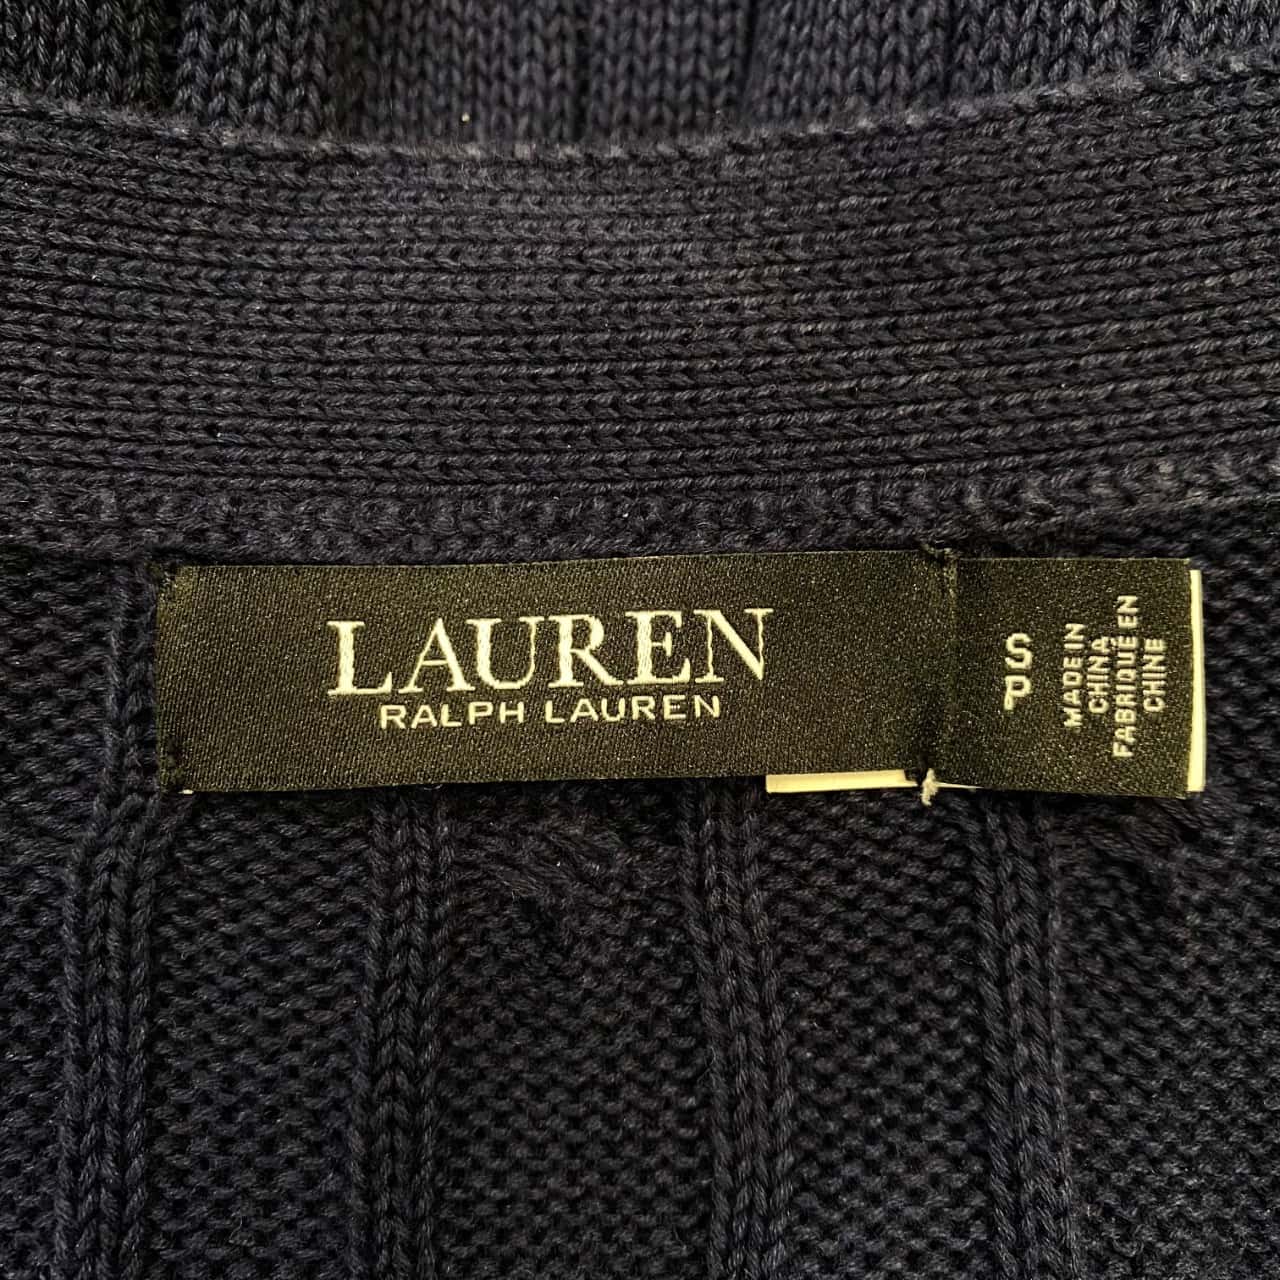 LAUREN
RALPH LAUREN
S
P
MADE IN
CHINA
FABRIQUÉ EN
CHINE